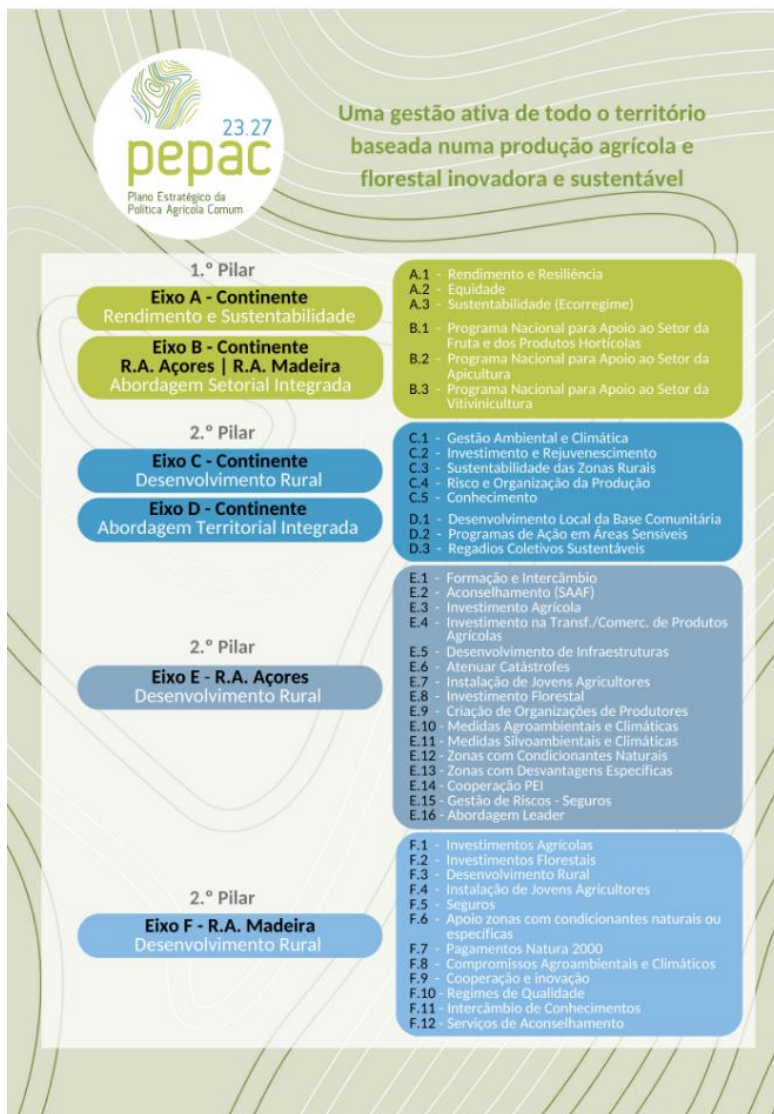 23.27
pepac
Plano Estratégico da
Política Agrícola Comum
Uma gestão ativa de todo o território
baseada numa produção agrícola e
florestal inovadora e sustentável
1.º Pilar
Eixo A - Continente
Rendimento e Sustentabilidade
Eixo B - Continente
R.A. Açores | R.A. Madeira
Abordagem Setorial Integrada
A.1 - Rendimento e Resiliência
A.2 - Equidade
A.3 - Sustentabilidade (Ecorregime)
B.1 - Programa Nacional para Apoio ao Setor da
Fruta e dos Produtos Hortícolas
B.2 - Programa Nacional para Apoio ao Setor da
Apicultura
B.3 - Programa Nacional para Apoio ao Setor da
Vitivinicultura
2.º Pilar
Eixo C - Continente
Desenvolvimento Rural
Eixo D - Continente
Abordagem Territorial Integrada
C.1 - Gestão Ambiental e Climática
C.2 - Investimento e Rejuvenescimento
C.3 - Sustentabilidade das Zonas Rurais
C.4 - Risco e Organização da Produção
C.5 - Conhecimento
D.1 - Desenvolvimento Local da Base Comunitária
D.2 - Programas de Ação em Áreas Sensíveis
D.3 - Regadios Coletivos Sustentáveis
2.º Pilar
Eixo E - R.A. Açores
Desenvolvimento Rural
E.1 - Formação e Intercâmbio
E.2 - Aconselhamento (SAAF)
E.3 - Investimento Agrícola
E.4 - Investimento na Transf./Comerc. de Produtos
Agrícolas
E.5 - Desenvolvimento de Infraestruturas
E.6 - Atenuar Catástrofes
E.7 - Instalação de Jovens Agricultores
E.8 - Investimento Florestal
E.9 - Criação de Organizações de Produtores
E.10 - Medidas Agroambientais e Climáticas
E.11 - Medidas Silvoambientais e Climáticas
E.12 - Zonas com Condicionantes Naturais
E.13 - Zonas com Desvantagens Específicas
E.14 - Cooperação PEI
E.15 - Gestão de Riscos - Seguros
E.16 - Abordagem Leader
2.º Pilar
Eixo F - R.A. Madeira
Desenvolvimento Rural
F.1 - Investimentos Agrícolas
F.2 - Investimentos Florestais
F.3 - Desenvolvimento Rural
F.4 - Instalação de Jovens Agricultores
F.5 - Seguros
F.6 - Apoio zonas com condicionantes naturais ou
específicas
F.7 - Pagamentos Natura 2000
F.8 - Compromissos Agroambientais e Climáticos
F.9 - Cooperação e inovação
F.10 - Regimes de Qualidade
F.11 - Intercâmbio de Conhecimentos
F.12 - Serviços de Aconselhamento